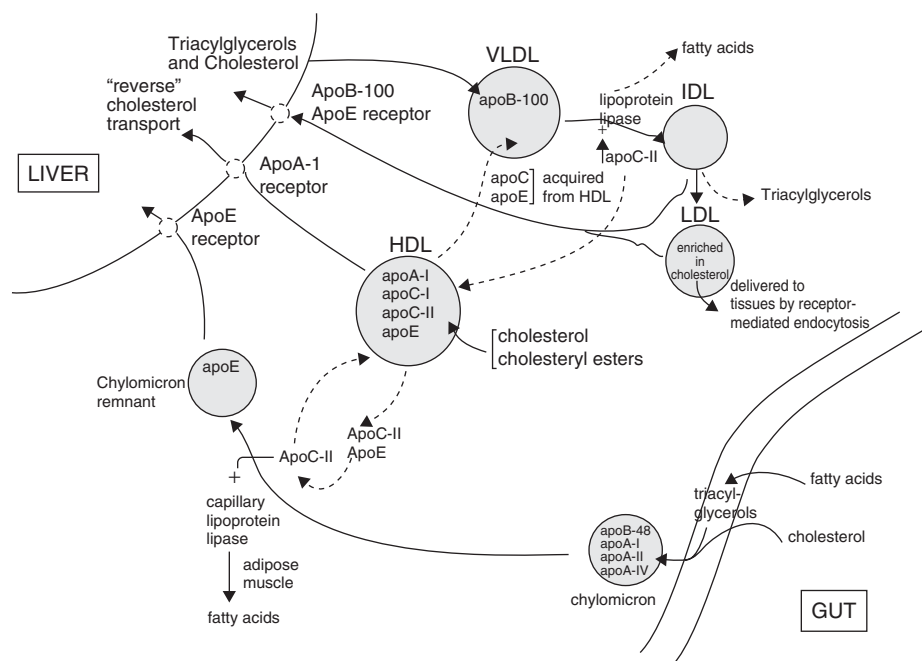 Triacylglycerols
and Cholesterol
"reverse"
cholesterol
transport
ApoB-100
ApoE receptor
LIVER
ApoA-1
receptor
ApoE
receptor
VLDL
apoB-100
fatty acids
lipoprotein
lipase
+
apoC-II
IDL
apoC
apoE
acquired
from HDL
Triacylglycerols
LDL
enriched
in
cholesterol
delivered to
tissues by receptor-
mediated endocytosis
HDL
apoA-I
apoC-I
apoC-II
apoE
cholesterol
cholesteryl esters
apoE
Chylomicron
remnant
ApoC-II
ApoC-II
ApoE
+
capillary
lipoprotein
lipase
adipose
muscle
fatty acids
triacyl-
glycerols
fatty acids
cholesterol
apoB-48
apoA-I
apoA-II
apoA-IV
chylomicron
GUT